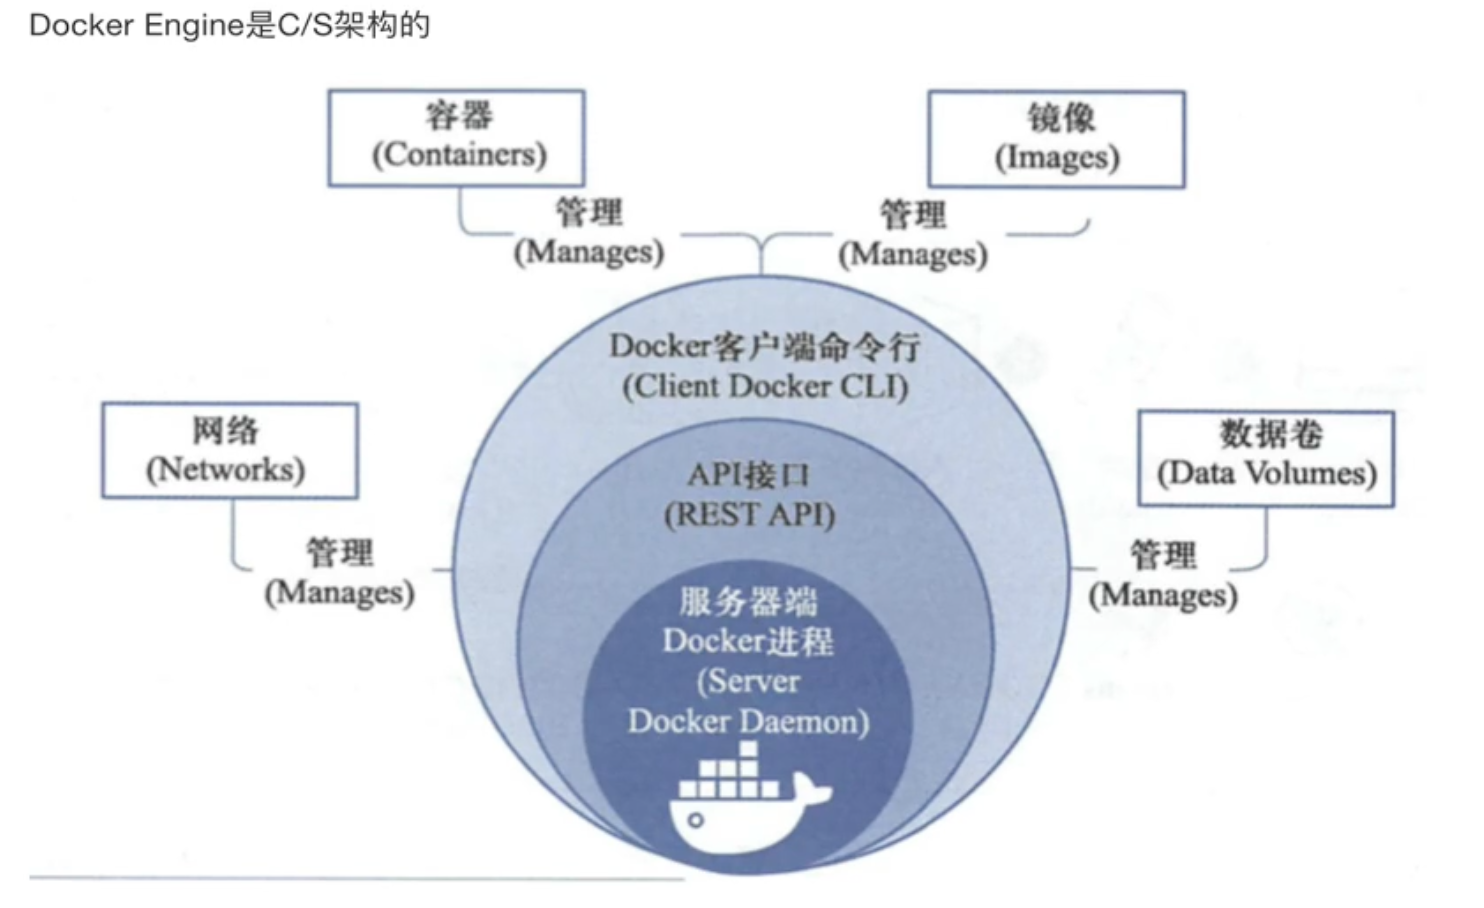 Docker Engine是C/S架构的
容器
(Containers)
镜像
(Images)
管理
(Manages)
管理
(Manages)
Docker客户端命令行
(Client Docker CLI)
网络
(Networks)
数据卷
(Data Volumes)
API接口
(REST API)
管理
(Manages)
管理
(Manages)
服务器端
Docker进程
(Server
Docker Daemon)